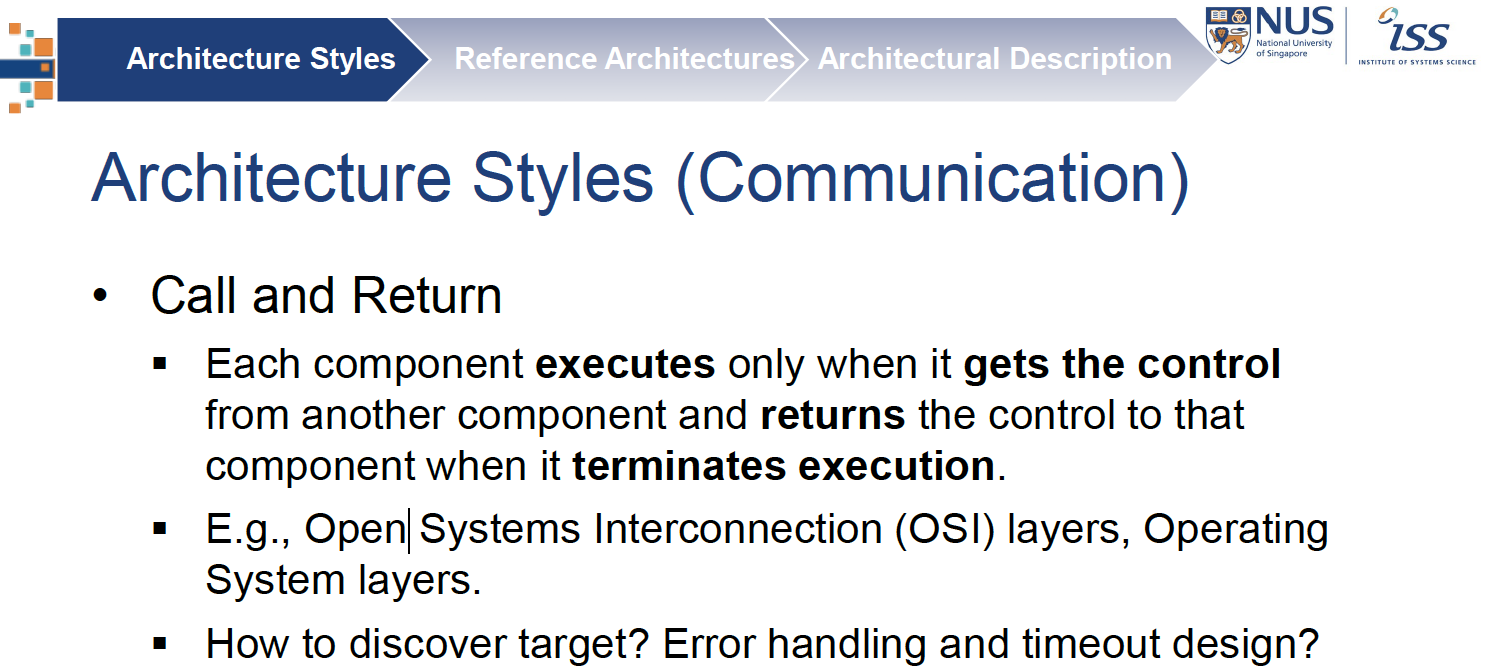 Architecture Styles
Reference Architectures
Architectural Description
NUS
National University
of Singapore
iss
INSTITUTE OF SYSTEMS SCIENCE
Architecture Styles (Communication)
• Call and Return
▪ Each component executes only when it gets the control
from another component and returns the control to that
component when it terminates execution.
▪ E.g., Open Systems Interconnection (OSI) layers, Operating
System layers.
▪ How to discover target? Error handling and timeout design?